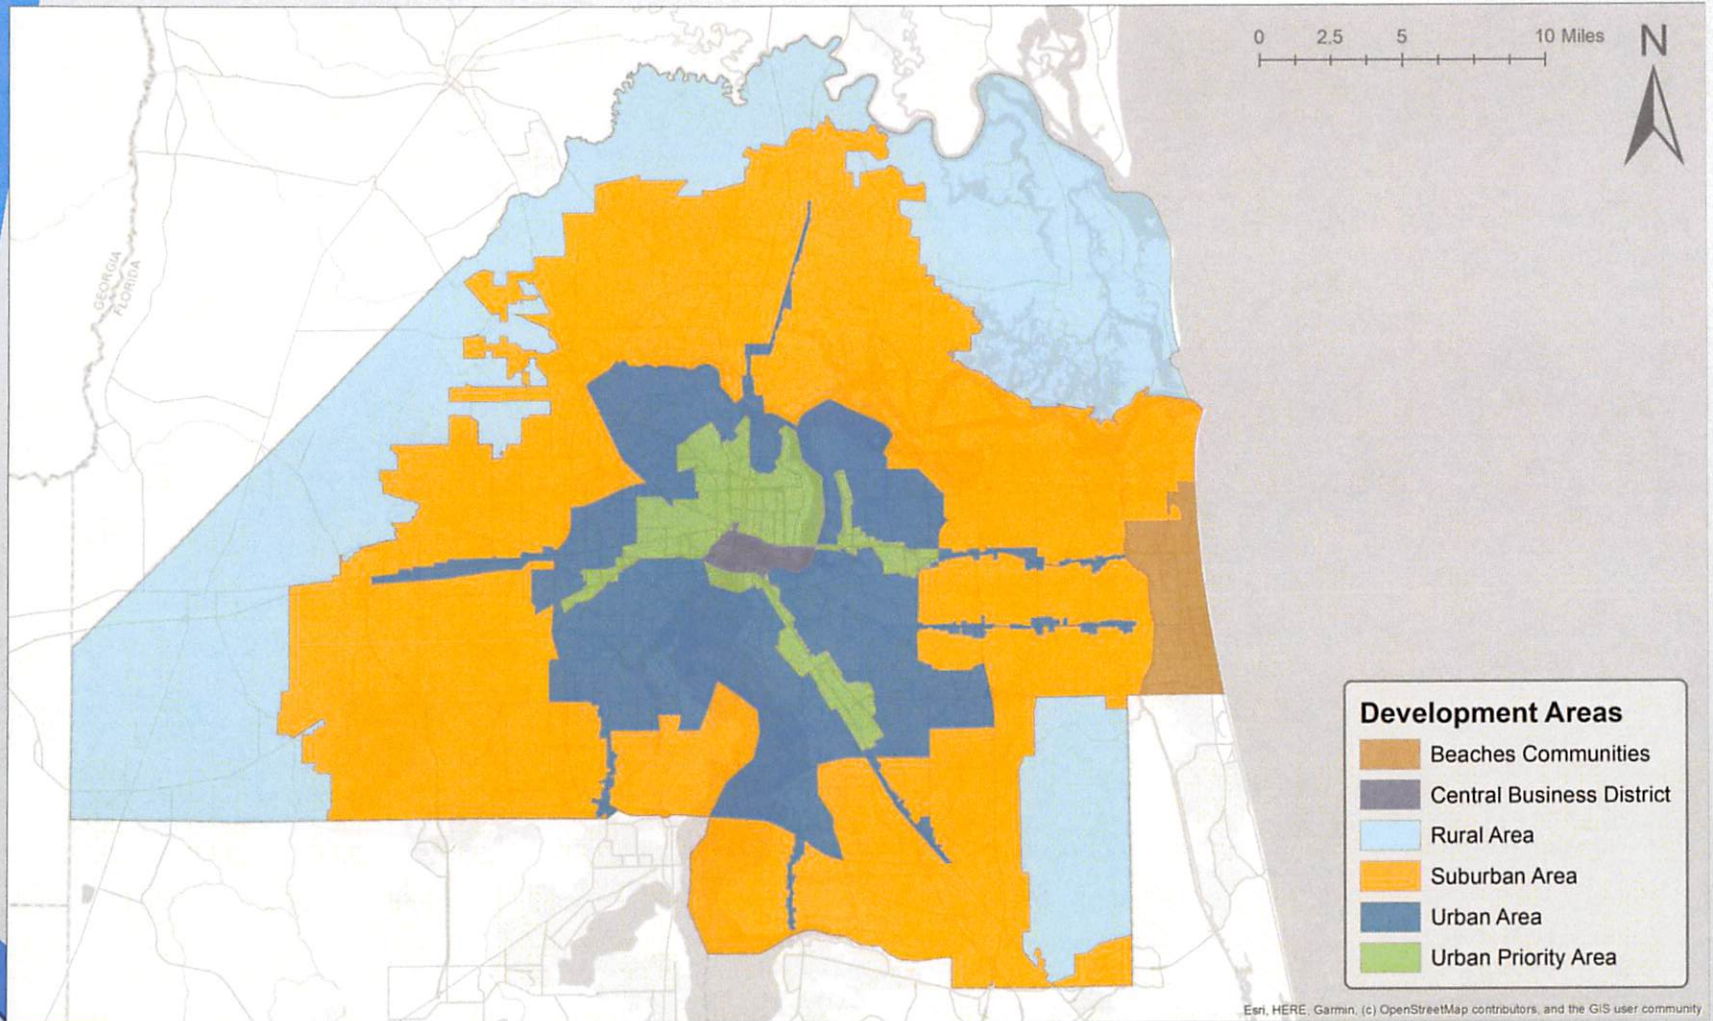 0 2.5 5 10 Miles
N
GEORGIA
FLORIDA
Development Areas
Beaches Communities
Central Business District
Rural Area
Suburban Area
Urban Area
Urban Priority Area
Esri, HERE, Garmin, (c) OpenStreetMap contributors, and the GIS user community